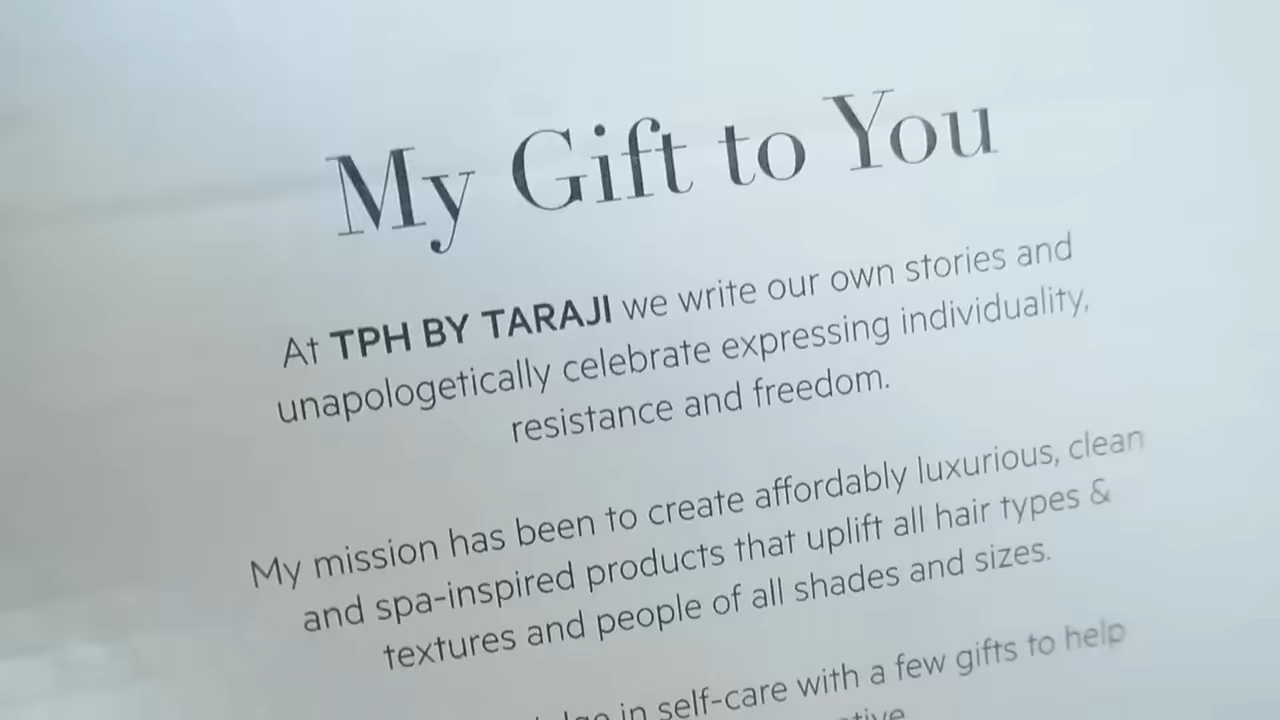 My Gift to You
At TPH BY TARAJI we write our own stories and
unapologetically celebrate expressing individuality,
resistance and freedom.
My mission has been to create affordably luxurious, clean
and spa-inspired products that uplift all hair types &
textures and people of all shades and sizes.
in self-care with a few gifts to help